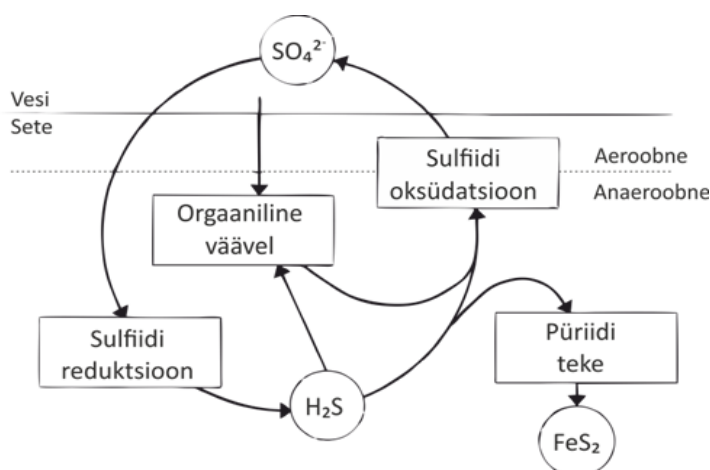 SO₄²⁻
Vesi
Sete
Sulfiidi
oksüdatsioon
Aeroobne
Anaeroobne
Orgaaniline
väävel
Sulfiidi
reduktsioon
Püriidi
teke
H₂S
FeS₂